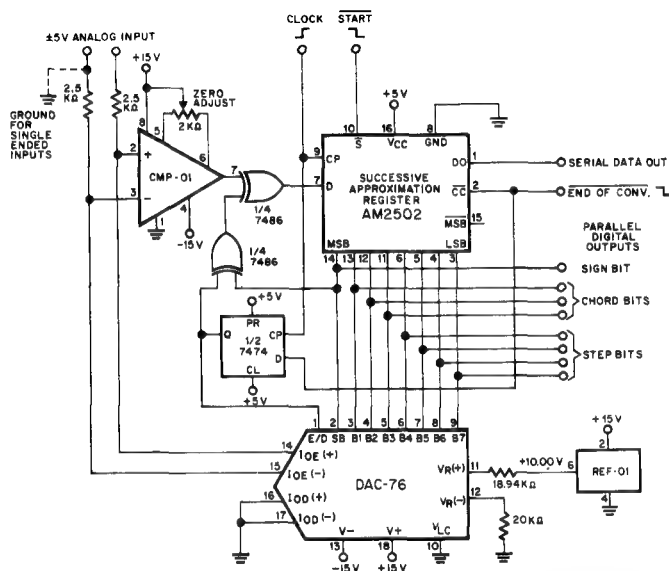 ±5V ANALOG INPUT
CLOCK
START
+15V
+5V
2.5
KΩ
2.5
KΩ
GROUND
FOR
SINGLE
ENDED
INPUTS
ZERO
ADJUST
2KΩ
8
5
6
2
+
3
−
CMP-01
7
4
1
-15V
1/4
7486
1/4
7486
10
16
8
S
VCC
GND
9
CP
7
D
SUCCESSIVE
APPROXIMATION
REGISTER
AM2502
DO
1
CC
2
MSB
15
MSB
LSB
14
13
12
11
6
5
4
3
SERIAL DATA OUT
END OF CONV.
PARALLEL
DIGITAL
OUTPUTS
SIGN BIT
CHORD BITS
STEP BITS
+5V
PR
Q
CP
1/2
7474
D
CL
+5V
1
2
3
4
5
6
7
8
9
E/D
SB
B1
B2
B3
B4
B5
B6
B7
14
IOE(+)
15
IOE(-)
16
IOD(+)
17
IOD(-)
DAC-76
VR(+)
11
18.94KΩ
+10.00V
6
VR(-)
12
20KΩ
+15V
2
REF-01
4
V-
V+
VLC
13
18
10
-15V
+15V